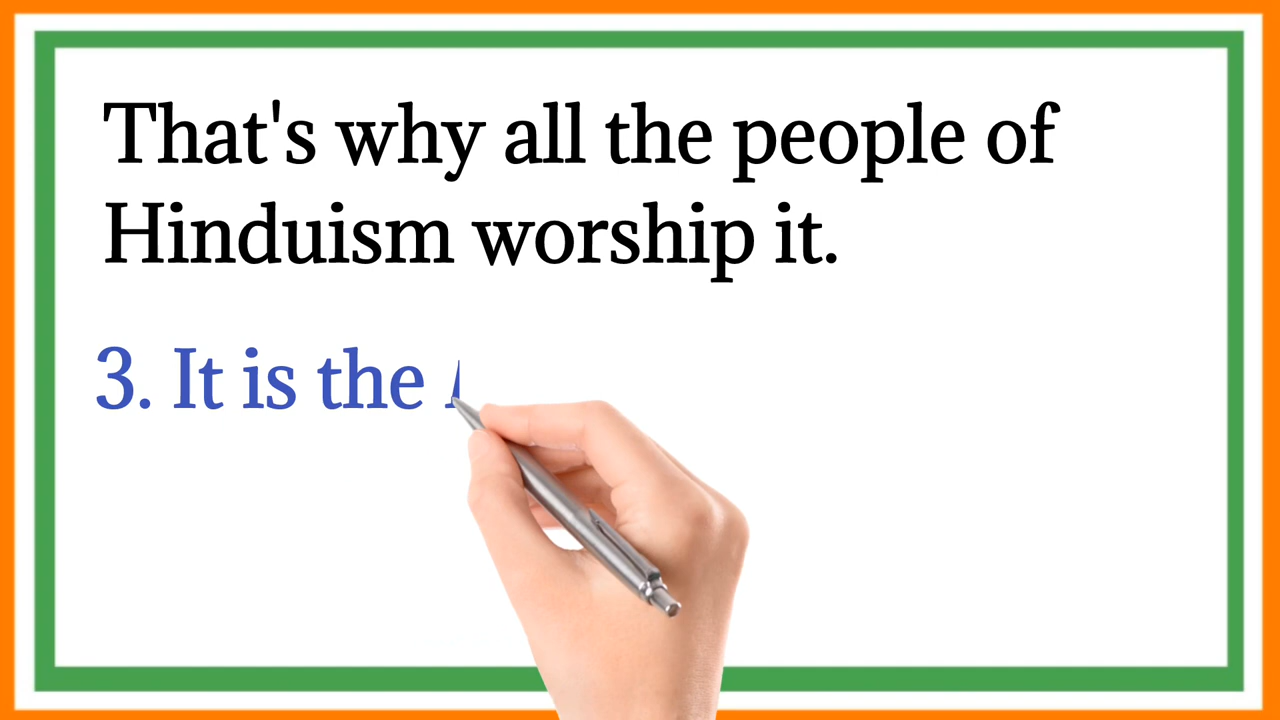 That's why all the people of
Hinduism worship it.
3. It is the